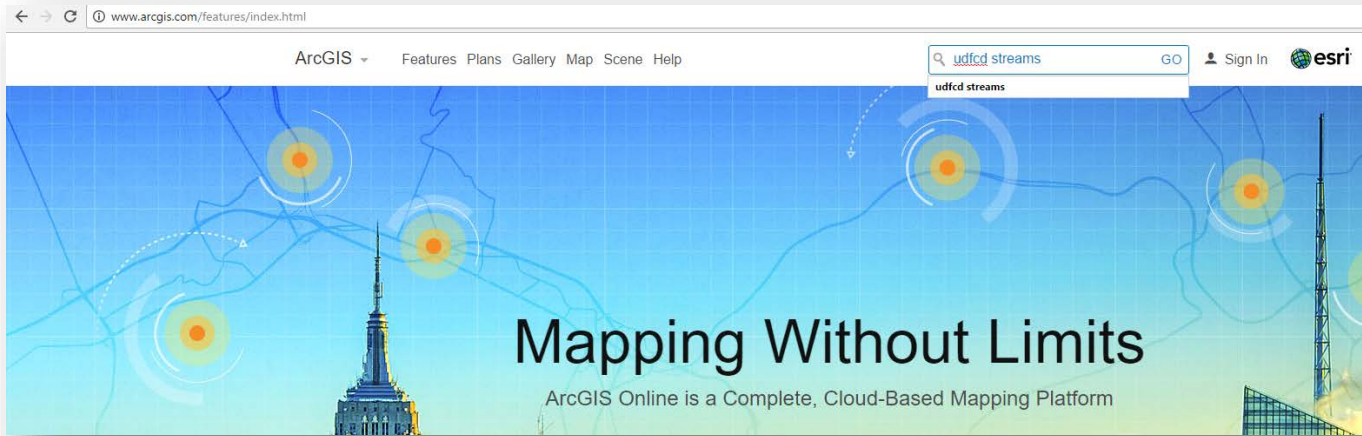 www.arcgis.com/features/index.html
ArcGIS Features Plans Gallery Map Scene Help udfcd streams GO Sign In esri
udfcd streams
Mapping Without Limits
ArcGIS Online is a Complete, Cloud-Based Mapping Platform